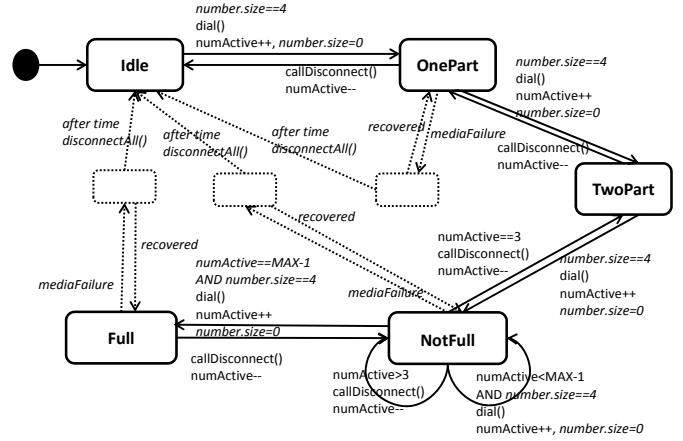 number.size==4
dial()
numActive++, number.size=0
Idle
OnePart
callDisconnect()
numActive--
number.size==4
dial()
numActive++
number.size=0
after time
disconnectAll()
after time
disconnectAll()
after time
disconnectAll()
recovered
mediaFailure
callDisconnect()
numActive--
TwoPart
recovered
recovered
mediaFailure
numActive==MAX-1
AND number.size==4
dial()
numActive++
number.size=0
numActive==3
callDisconnect()
numActive--
mediaFailure
number.size==4
dial()
numActive++
number.size=0
Full
NotFull
callDisconnect()
numActive--
numActive>3
callDisconnect()
numActive--
numActive<MAX-1
AND number.size==4
dial()
numActive++, number.size=0